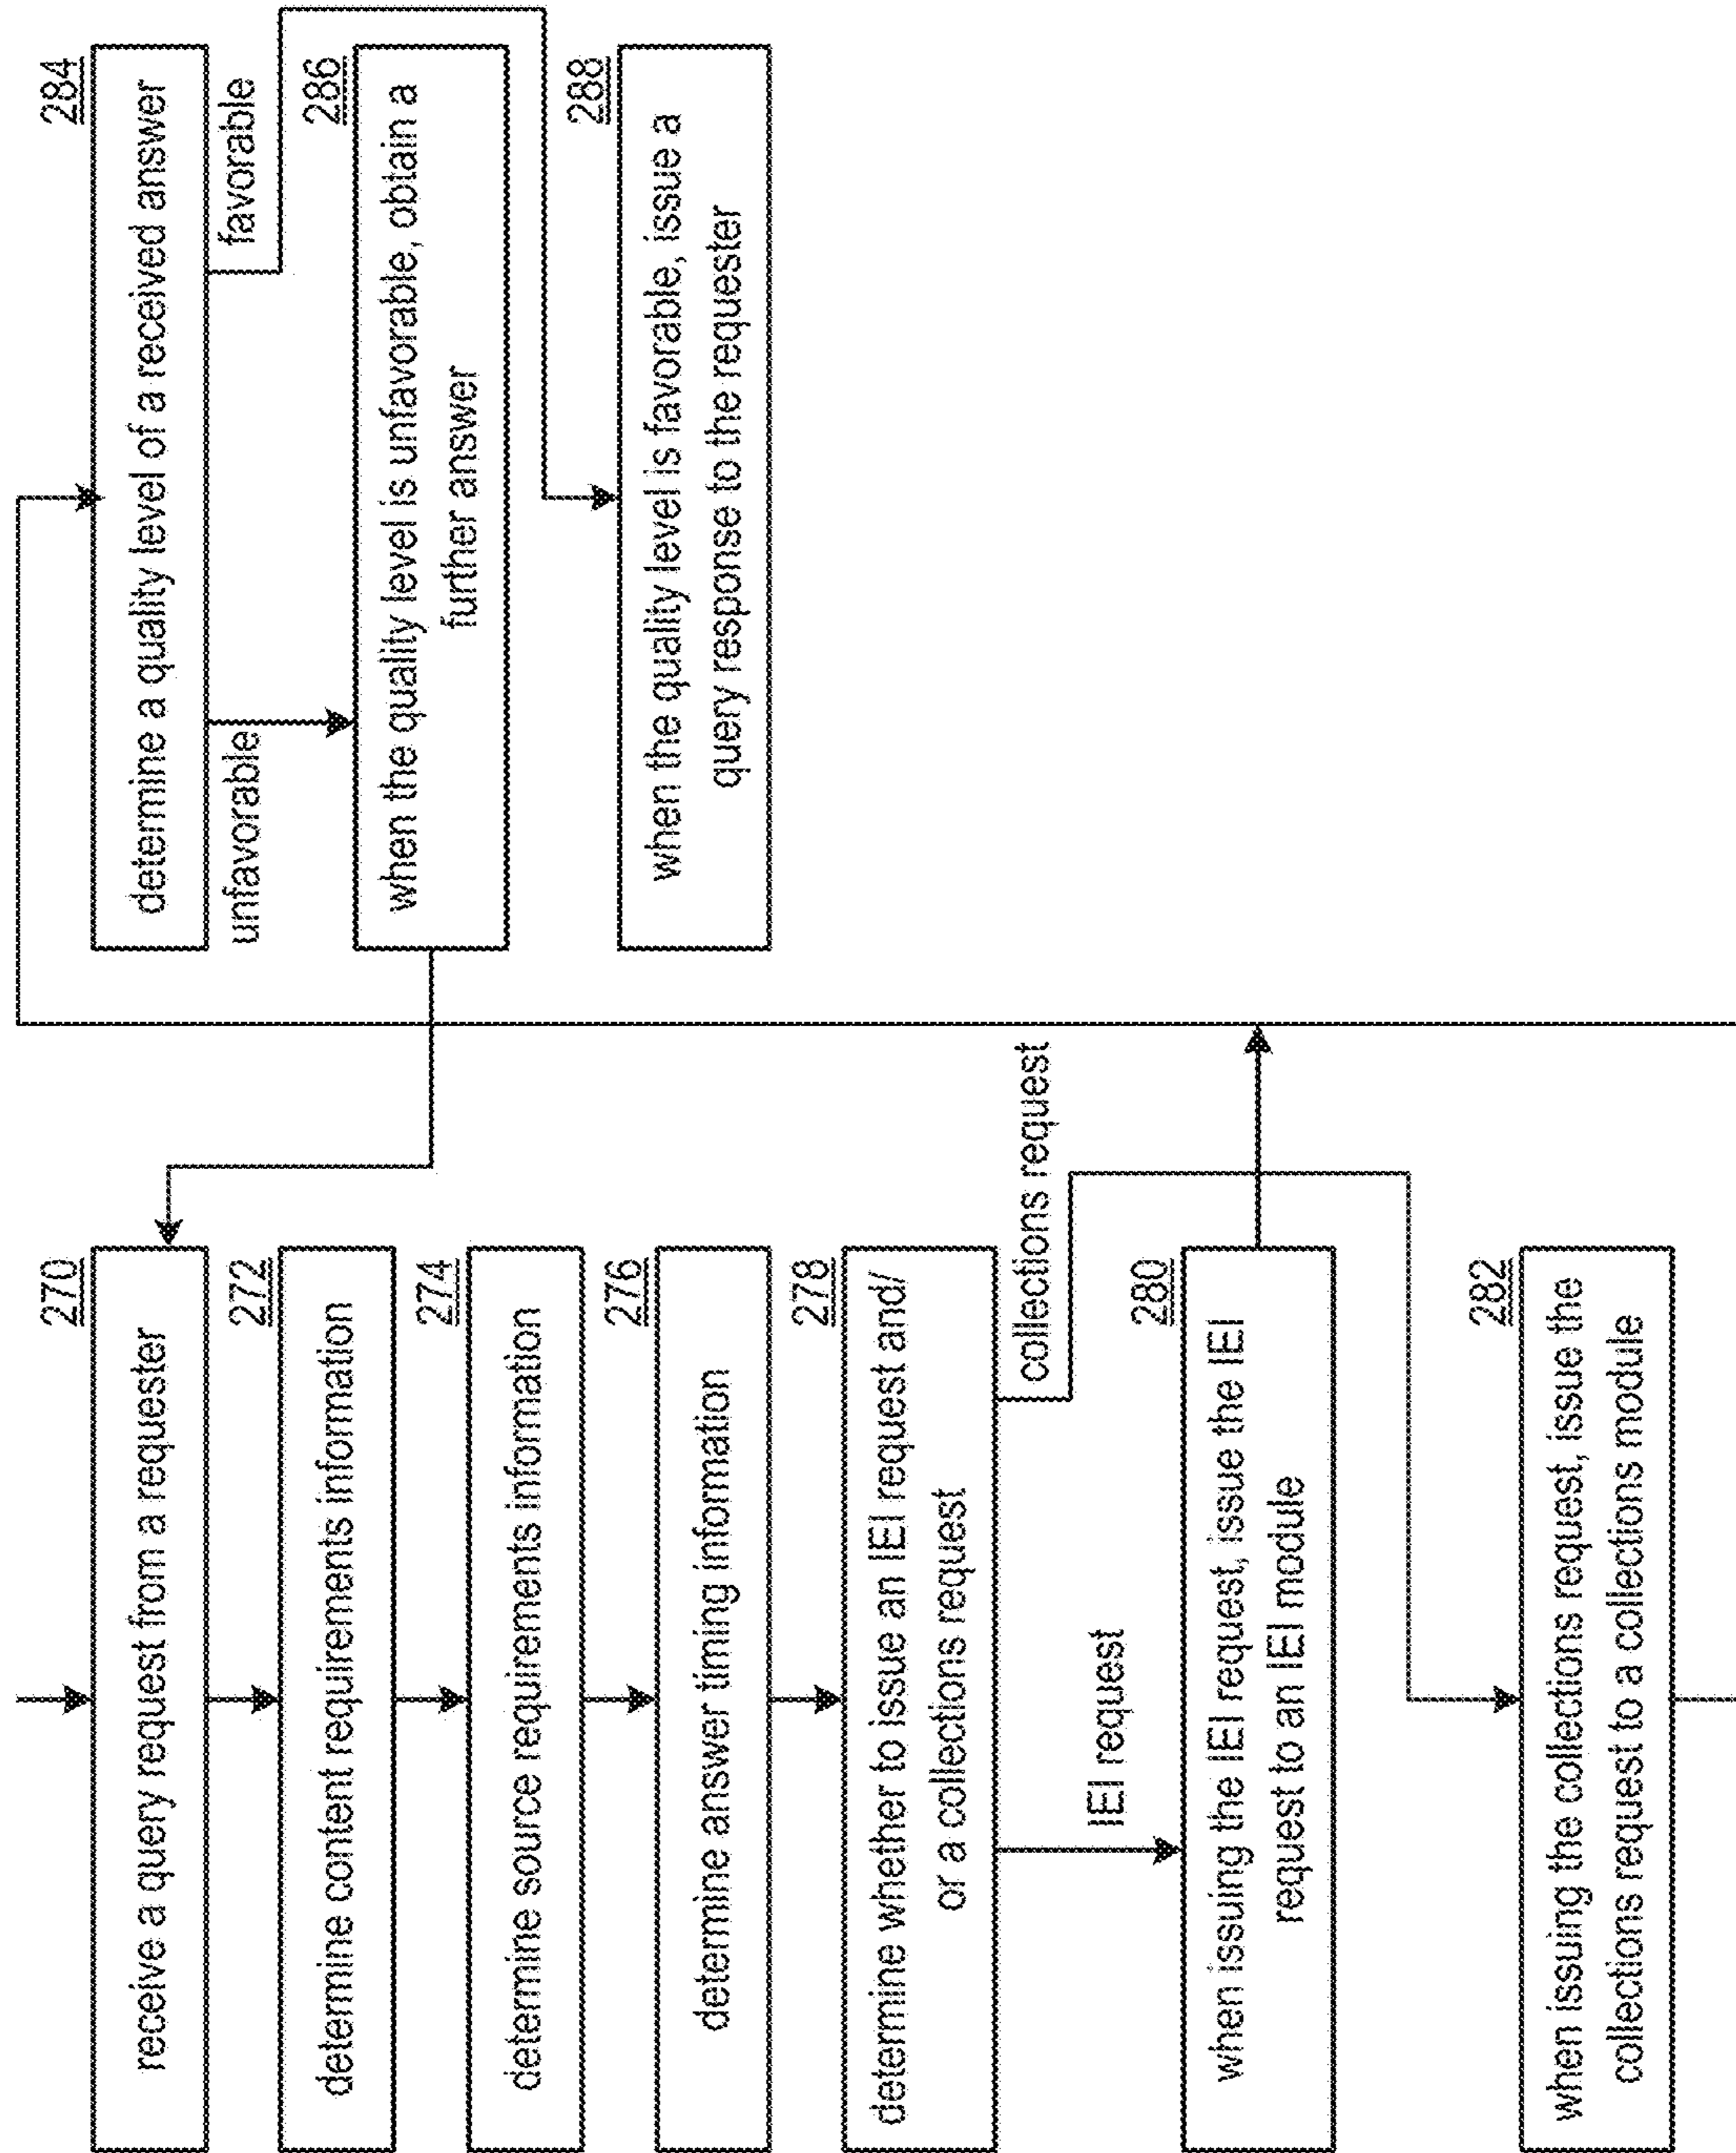 270
receive a query request from a requester
272
determine content requirements information
274
determine source requirements information
276
determine answer timing information
278
determine whether to issue an IEI request and/
or a collections request
IEI request
collections request
280
when issuing the IEI request, issue the IEI
request to an IEI module
282
when issuing the collections request, issue the
collections request to a collections module
284
determine a quality level of a received answer
unfavorable
favorable
286
when the quality level is unfavorable, obtain a
further answer
288
when the quality level is favorable, issue a
query response to the requester